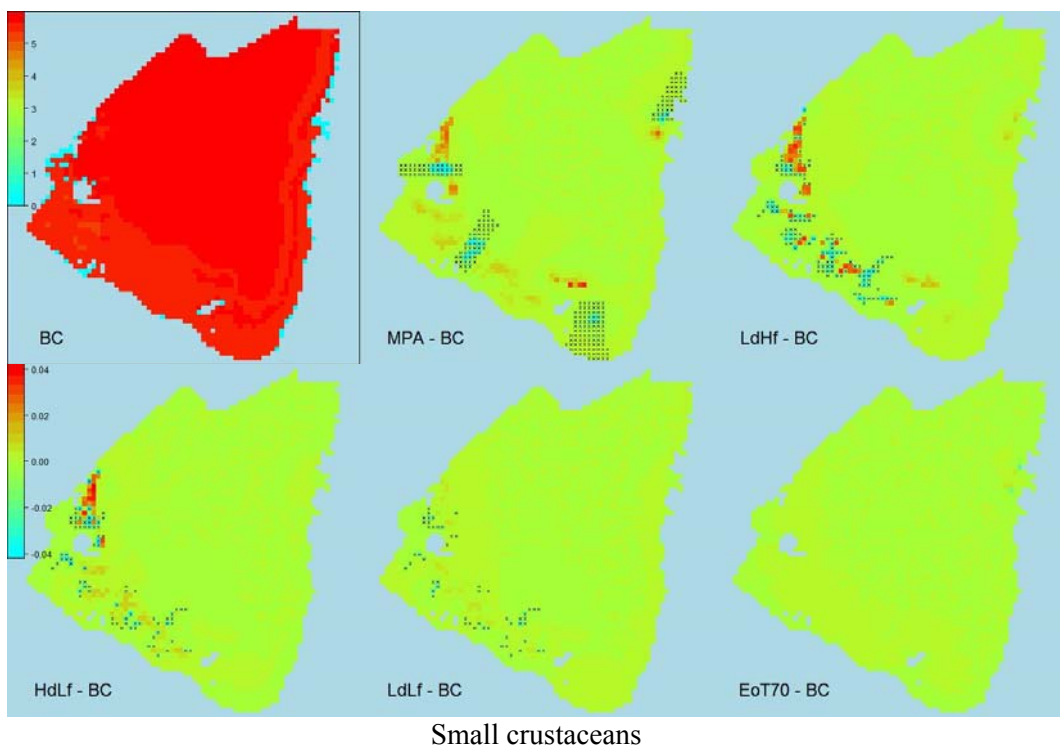 5
4
3
2
1
0
BC
MPA - BC
LdHf - BC
0.04
0.02
0.00
-0.02
-0.04
HdLf - BC
LdLf - BC
EoT70 - BC
Small crustaceans